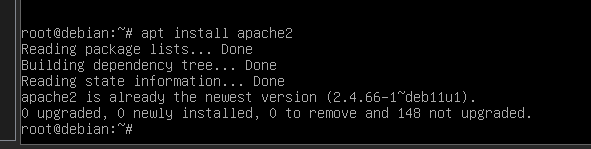 root@debian:~# apt install apache2
Reading package lists... Done
Building dependency tree... Done
Reading state information... Done
apache2 is already the newest version (2.4.66-1~deb11u1).
0 upgraded, 0 newly installed, 0 to remove and 148 not upgraded.
root@debian:~#